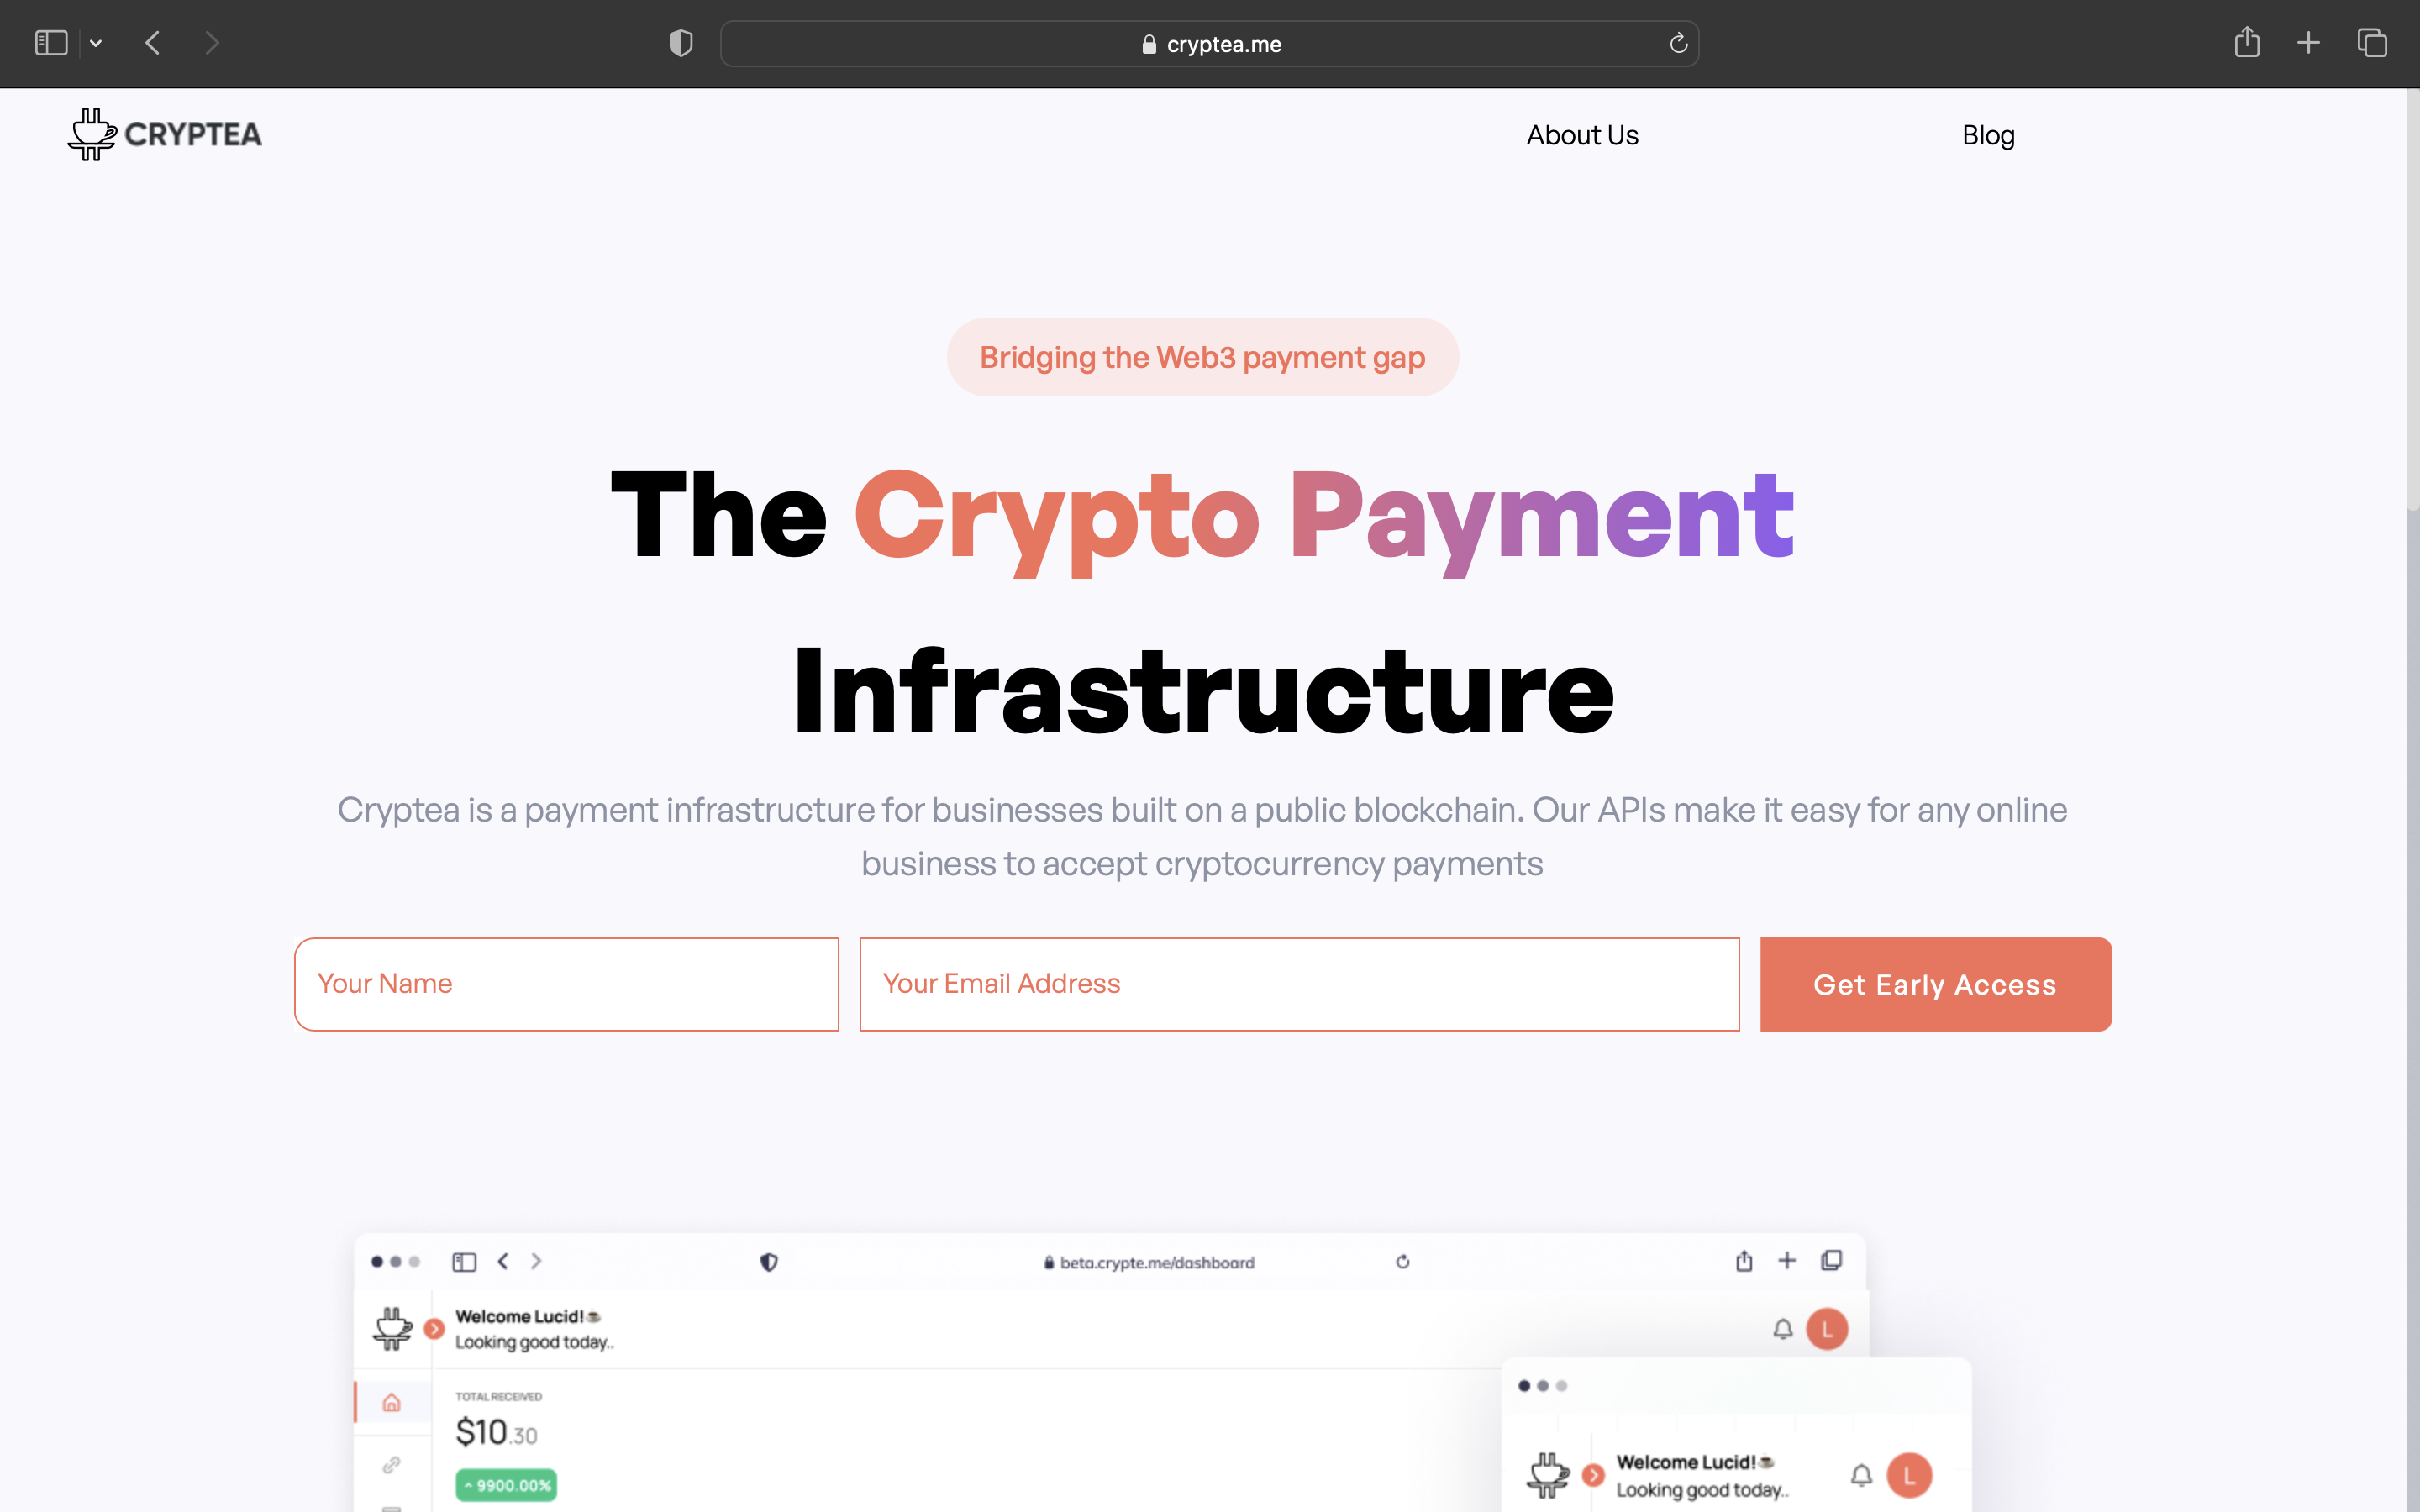 cryptea.me
CRYPTEA
About Us
Blog
Bridging the Web3 payment gap
The Crypto Payment
Infrastructure
Cryptea is a payment infrastructure for businesses built on a public blockchain. Our APIs make it easy for any online
business to accept cryptocurrency payments
Your Name
Your Email Address
Get Early Access
beta.crypte.me/dashboard
Welcome Lucid!☕
Looking good today..
L
TOTAL RECEIVED
$10.30
9900.00%
Welcome Lucid!☕
Looking good today..
L